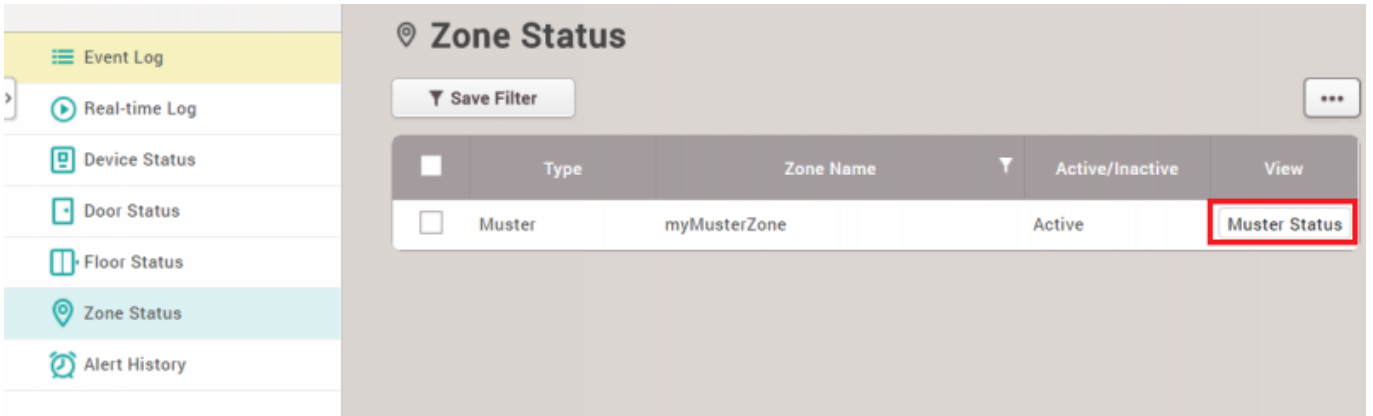 Event Log
Real-time Log
Device Status
Door Status
Floor Status
Zone Status
Alert History
Zone Status
Save Filter
Type Zone Name Active/Inactive View
Muster myMusterZone Active Muster Status